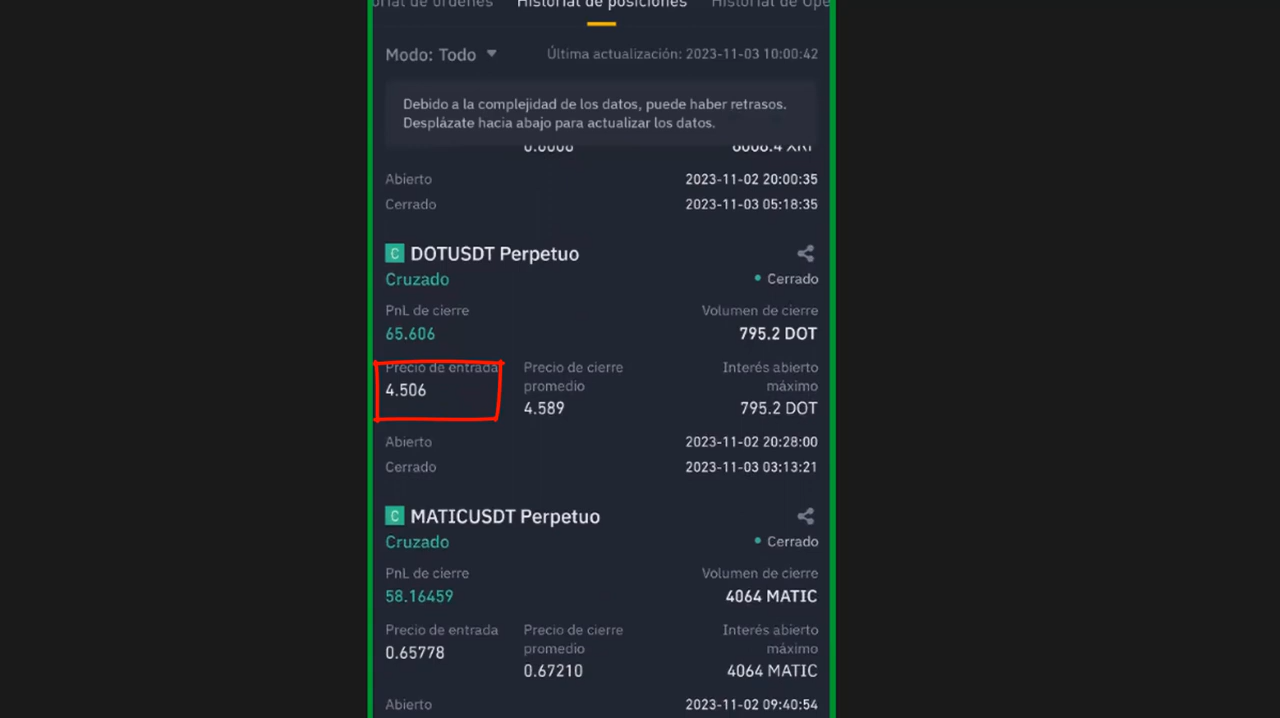 Historial de posiciones
Modo: Todo Última actualización: 2023-11-03 10:00:42
Debido a la complejidad de los datos, puede haber retrasos.
Desplázate hacia abajo para actualizar los datos.
Abierto 2023-11-02 20:00:35
Cerrado 2023-11-03 05:18:35
C DOTUSDT Perpetuo
Cruzado Cerrado
PnL de cierre Volumen de cierre
65.606 795.2 DOT
Precio de entrada Precio de cierre Interés abierto
promedio máximo
4.506
4.589 795.2 DOT
Abierto 2023-11-02 20:28:00
Cerrado 2023-11-03 03:13:21
C MATICUSDT Perpetuo
Cruzado Cerrado
PnL de cierre Volumen de cierre
58.16459 4064 MATIC
Precio de entrada Precio de cierre Interés abierto
promedio máximo
0.65778
0.67210 4064 MATIC
Abierto 2023-11-02 09:40:54